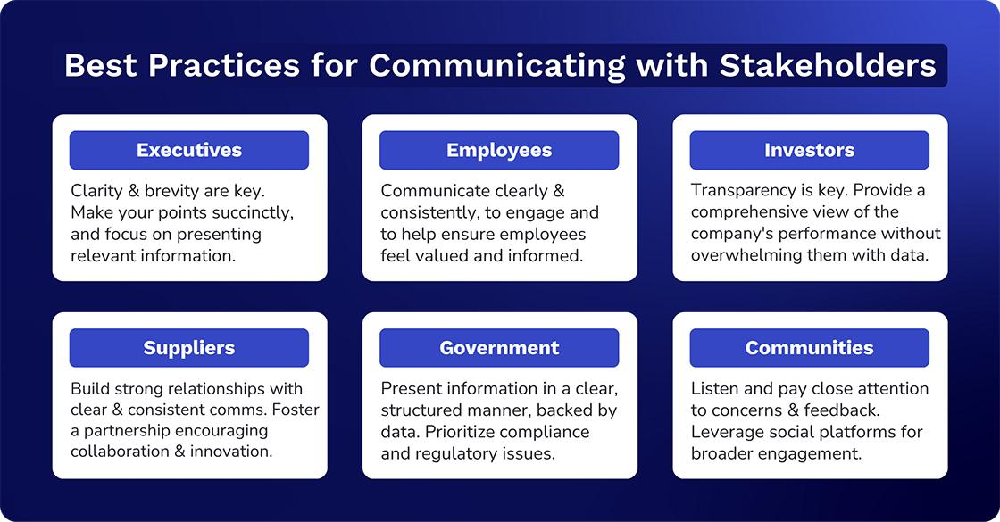 Best Practices for Communicating with Stakeholders
Executives
Clarity & brevity are key.
Make your points succinctly,
and focus on presenting
relevant information.
Employees
Communicate clearly &
consistently, to engage and
to help ensure employees
feel valued and informed.
Investors
Transparency is key. Provide a
comprehensive view of the
company's performance without
overwhelming them with data.
Suppliers
Build strong relationships with
clear & consistent comms. Foster
a partnership encouraging
collaboration & innovation.
Government
Present information in a clear,
structured manner, backed by
data. Prioritize compliance
and regulatory issues.
Communities
Listen and pay close attention
to concerns & feedback.
Leverage social platforms for
broader engagement.